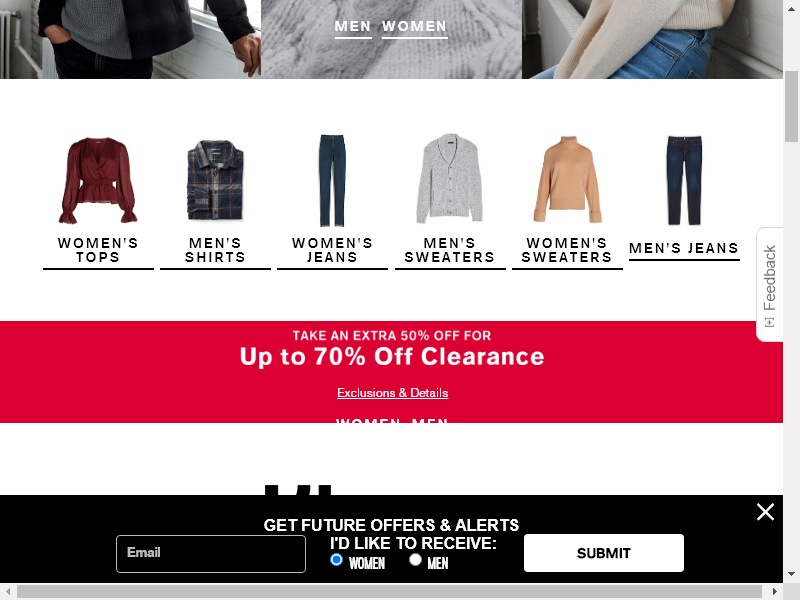 MEN WOMEN
WOMEN'S
TOPS
MEN'S
SHIRTS
WOMEN'S
JEANS
MEN'S
SWEATERS
WOMEN'S
SWEATERS
MEN'S JEANS
[+] Feedback
TAKE AN EXTRA 50% OFF FOR
Up to 70% Off Clearance
Exclusions & Details
WOMEN MEN
GET FUTURE OFFERS & ALERTS
I'D LIKE TO RECEIVE:
Email
WOMEN
MEN
SUBMIT